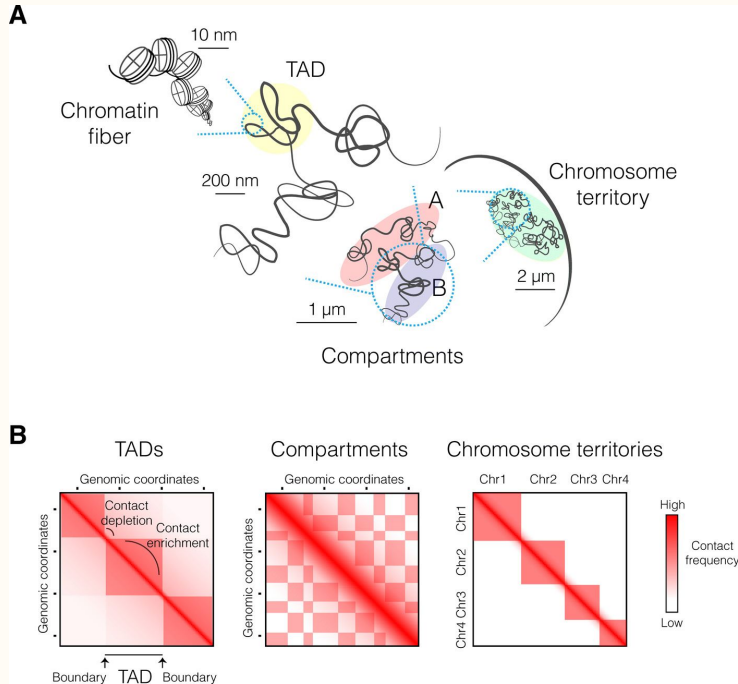 A
10 nm
TAD
Chromatin
fiber
200 nm
A
B
1 µm
Compartments
Chromosome
territory
2 µm
B
TADs
Genomic coordinates
Genomic coordinates
Contact
depletion
Contact
enrichment
Boundary
TAD
Boundary
Compartments
Genomic coordinates
Genomic coordinates
Chromosome territories
Chr1
Chr2
Chr3
Chr4
Chr1
Chr2
Chr3
Chr4
High
Contact
frequency
Low